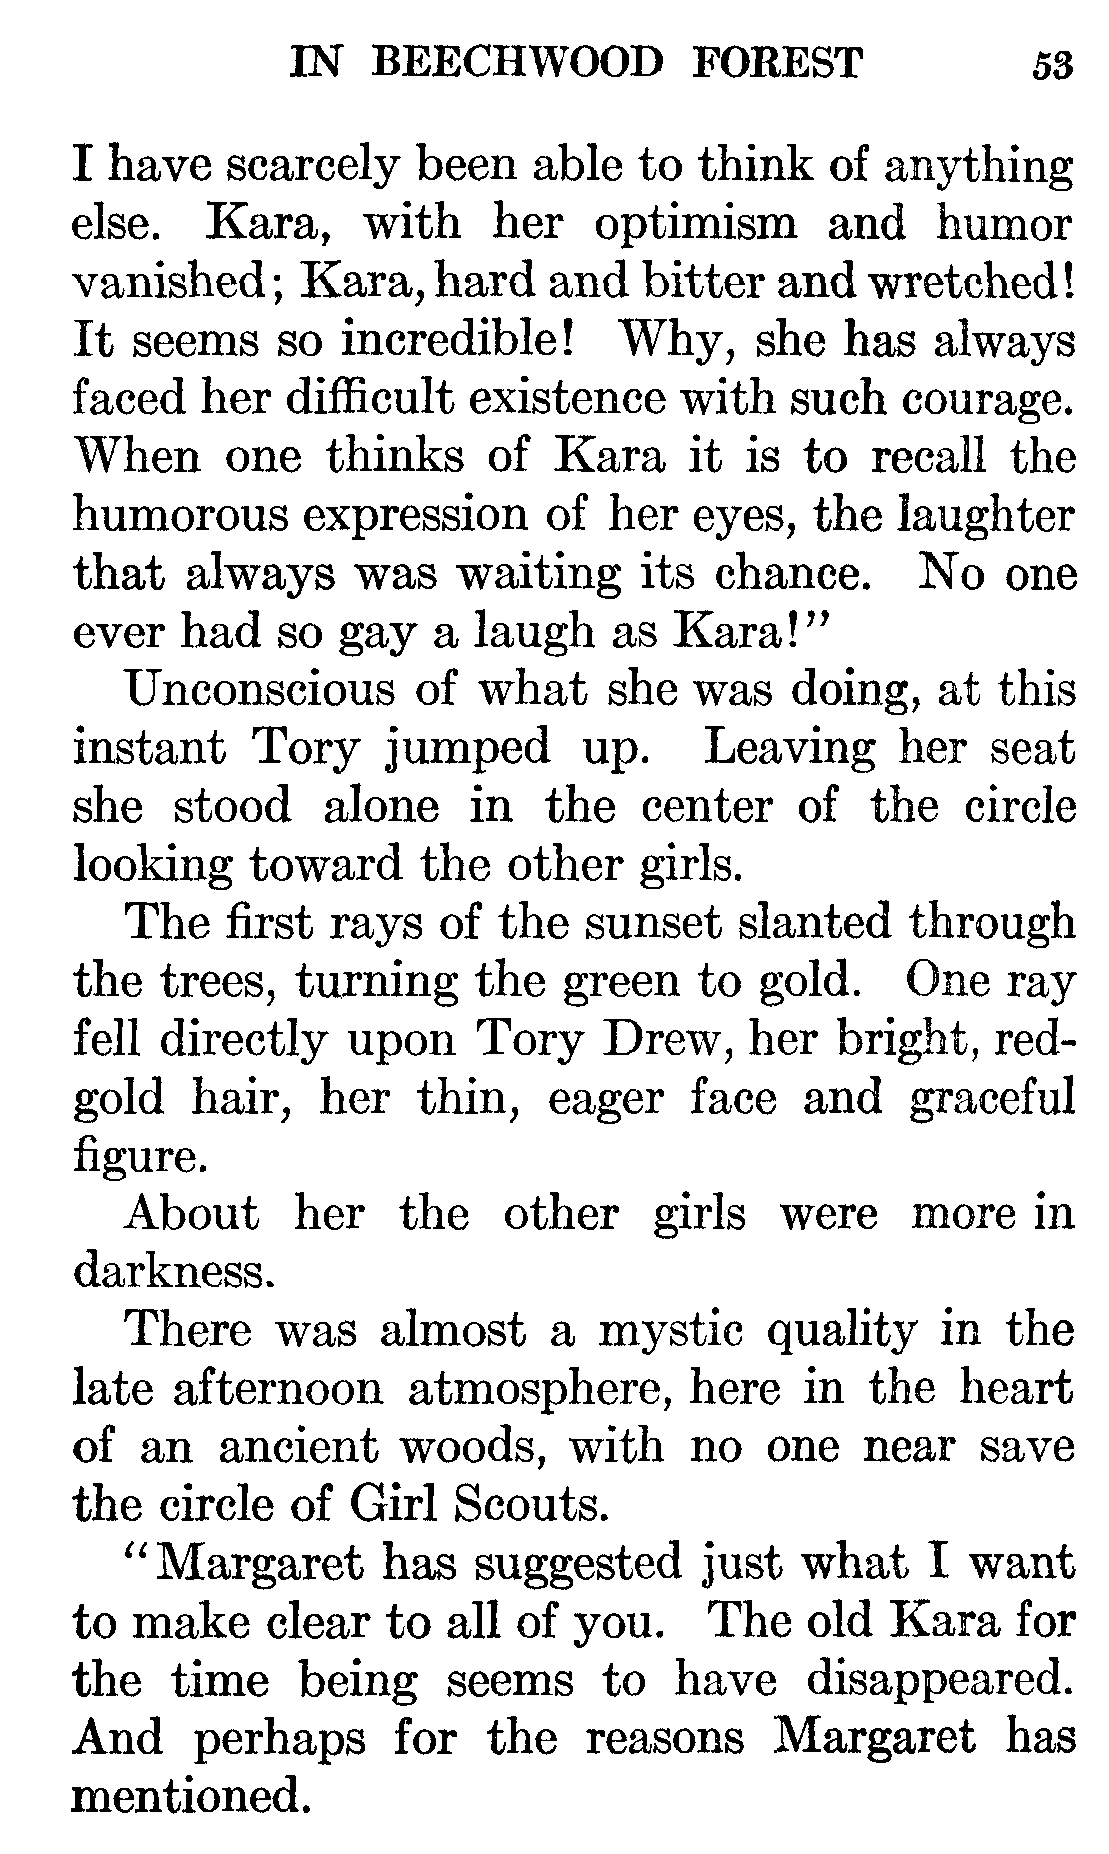 IN BEECHWOOD FOREST 53
I have scarcely been able to think of anything
else. Kara, with her optimism and humor
vanished; Kara, hard and bitter and wretched!
It seems so incredible! Why, she has always
faced her difficult existence with such courage.
When one thinks of Kara it is to recall the
humorous expression of her eyes, the laughter
that always was waiting its chance. No one
ever had so gay a laugh as Kara!”
Unconscious of what she was doing, at this
instant Tory jumped up. Leaving her seat
she stood alone in the center of the circle
looking toward the other girls.
The first rays of the sunset slanted through
the trees, turning the green to gold. One ray
fell directly upon Tory Drew, her bright, red-
gold hair, her thin, eager face and graceful
figure.
About her the other girls were more in
darkness.
There was almost a mystic quality in the
late afternoon atmosphere, here in the heart
of an ancient woods, with no one near save
the circle of Girl Scouts.
“Margaret has suggested just what I want
to make clear to all of you. The old Kara for
the time being seems to have disappeared.
And perhaps for the reasons Margaret has
mentioned.